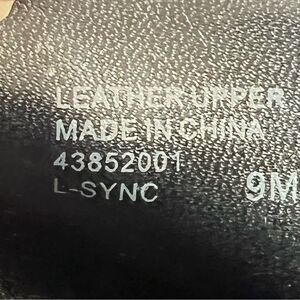 LEATHER UPPER
MADE IN CHINA
43852001
L-SYNC 9M